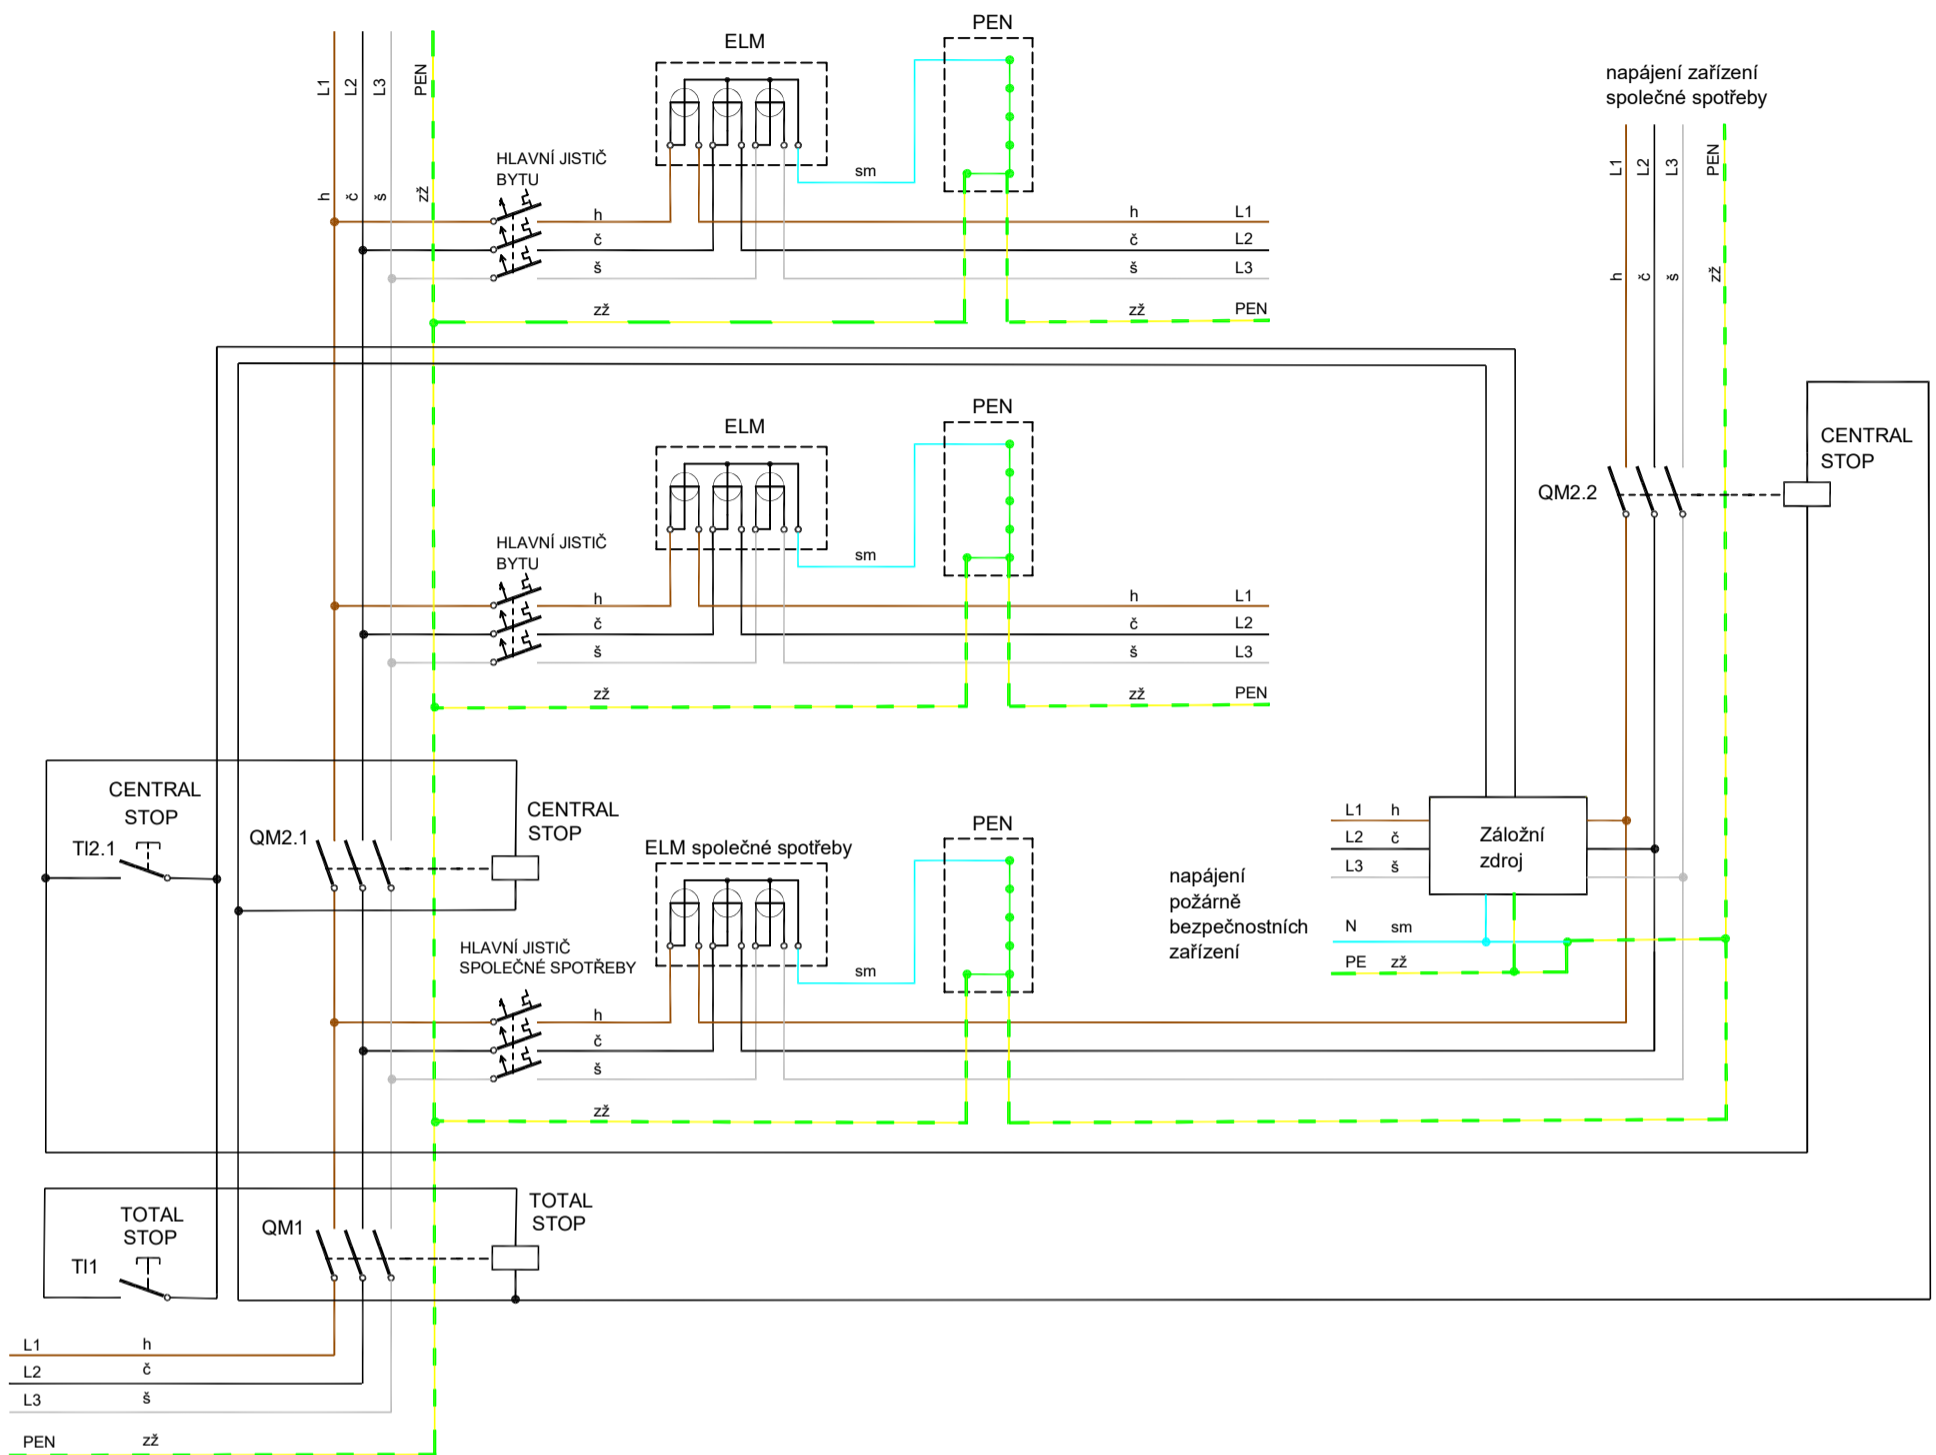 PEN
ELM
L1
L2
L3
PEN
h
č
š
zž
HLAVNÍ JISTIČ
BYTU
sm
h
č
š
zž
h
č
š
zž
L1
L2
L3
PEN
napájení zařízení
společné spotřeby
L1
L2
L3
PEN
h
č
š
zž
PEN
ELM
HLAVNÍ JISTIČ
BYTU
sm
h
č
š
zž
h
č
š
zž
L1
L2
L3
PEN
CENTRAL
STOP
QM2.2
CENTRAL
STOP
TI2.1
QM2.1
CENTRAL
STOP
PEN
ELM společné spotřeby
HLAVNÍ JISTIČ
SPOLEČNÉ SPOTŘEBY
sm
h
č
š
zž
L1 h
L2 č
L3 š
Záložní
zdroj
napájení
požárně
bezpečnostních
zařízení
N sm
PE zž
TOTAL
STOP
TI1
QM1
TOTAL
STOP
L1 h
L2 č
L3 š
PEN zž